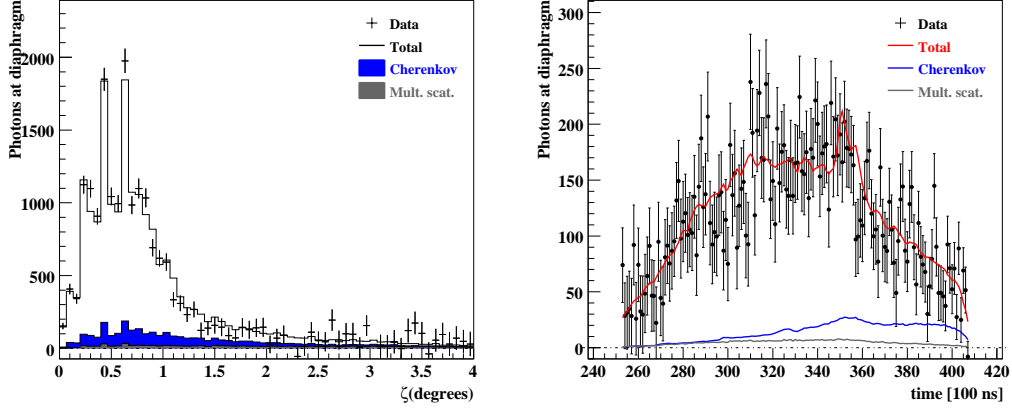 Photons at diaphragm
2000
1500
1000
500
0
0 0.5 1 1.5 2 2.5 3 3.5 4
ζ(degrees)
Data
Total
Cherenkov
Mult. scat.
Photons at diaphragm
300
250
200
150
100
50
0
240 260 280 300 320 340 360 380 400 420
time [100 ns]
Data
Total
Cherenkov
Mult. scat.